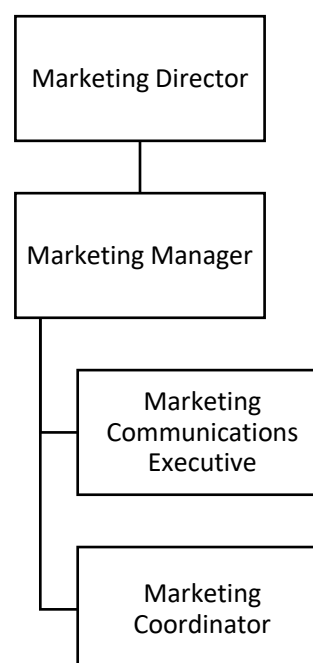 Marketing Director
Marketing Manager
Marketing
Communications
Executive
Marketing
Coordinator